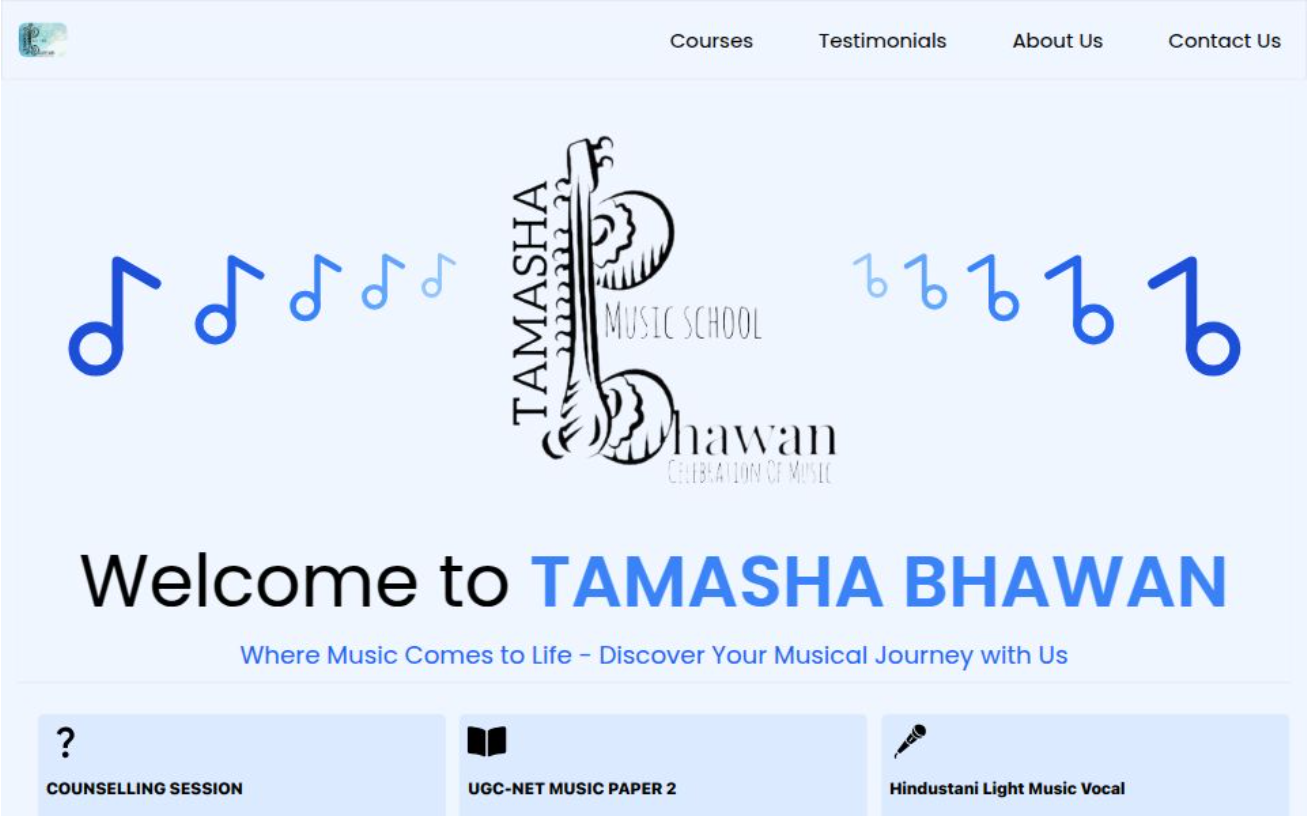 Courses Testimonials About Us Contact Us
TAMASHA
MUSIC SCHOOL
Bhawan
CELEBRATION OF MUSIC
Welcome to TAMASHA BHAWAN
Where Music Comes to Life - Discover Your Musical Journey with Us
?
COUNSELLING SESSION
UGC-NET MUSIC PAPER 2
Hindustani Light Music Vocal